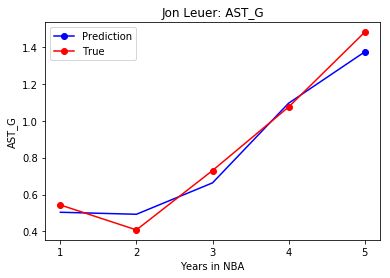 Jon Leuer: AST_G
Prediction
True
AST_G
1.4
1.2
1.0
0.8
0.6
0.4
1 2 3 4 5
Years in NBA